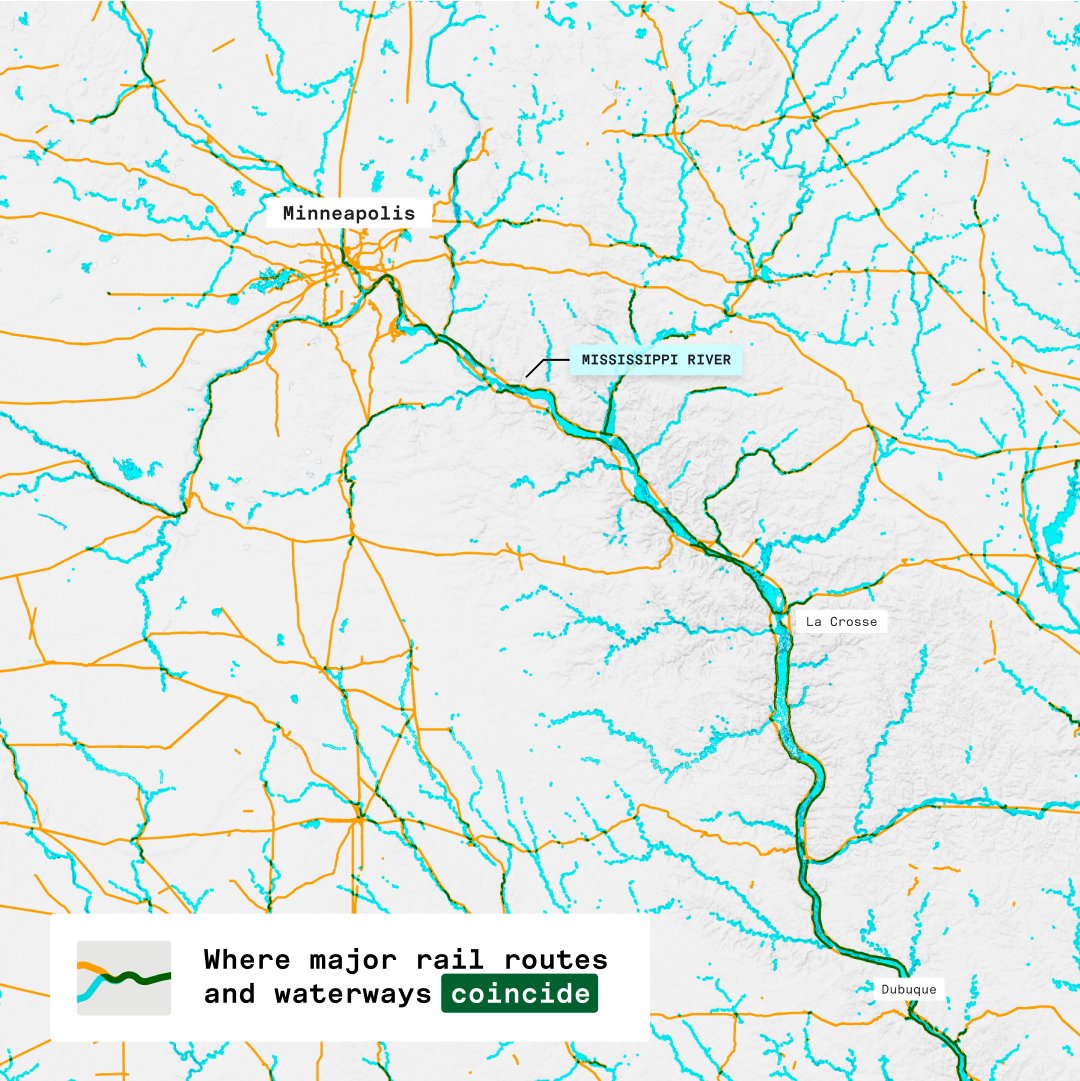 Minneapolis
MISSISSIPPI RIVER
La Crosse
Where major rail routes
and waterways coincide
Dubuque